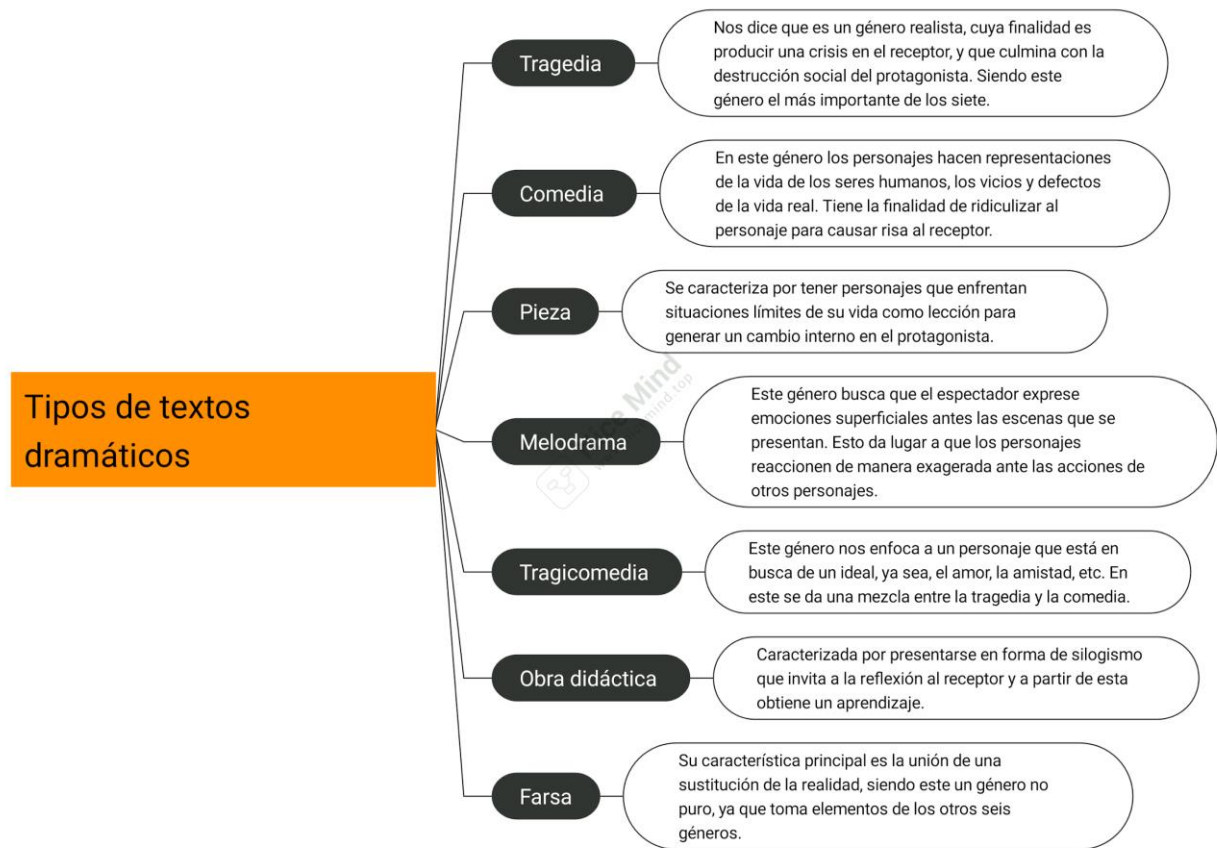 Tipos de textos
dramáticos
Tragedia
Nos dice que es un género realista, cuya finalidad es
producir una crisis en el receptor, y que culmina con la
destrucción social del protagonista. Siendo este
género el más importante de los siete.
Comedia
En este género los personajes hacen representaciones
de la vida de los seres humanos, los vicios y defectos
de la vida real. Tiene la finalidad de ridiculizar al
personaje para causar risa al receptor.
Pieza
Se caracteriza por tener personajes que enfrentan
situaciones límites de su vida como lección para
generar un cambio interno en el protagonista.
Melodrama
Este género busca que el espectador exprese
emociones superficiales antes las escenas que se
presentan. Esto da lugar a que los personajes
reaccionen de manera exagerada ante las acciones de
otros personajes.
Tragicomedia
Este género nos enfoca a un personaje que está en
busca de un ideal, ya sea, el amor, la amistad, etc. En
este se da una mezcla entre la tragedia y la comedia.
Obra didáctica
Caracterizada por presentarse en forma de silogismo
que invita a la reflexión al receptor y a partir de esta
obtiene un aprendizaje.
Farsa
Su característica principal es la unión de una
sustitución de la realidad, siendo este un género no
puro, ya que toma elementos de los otros seis
géneros.
Mind